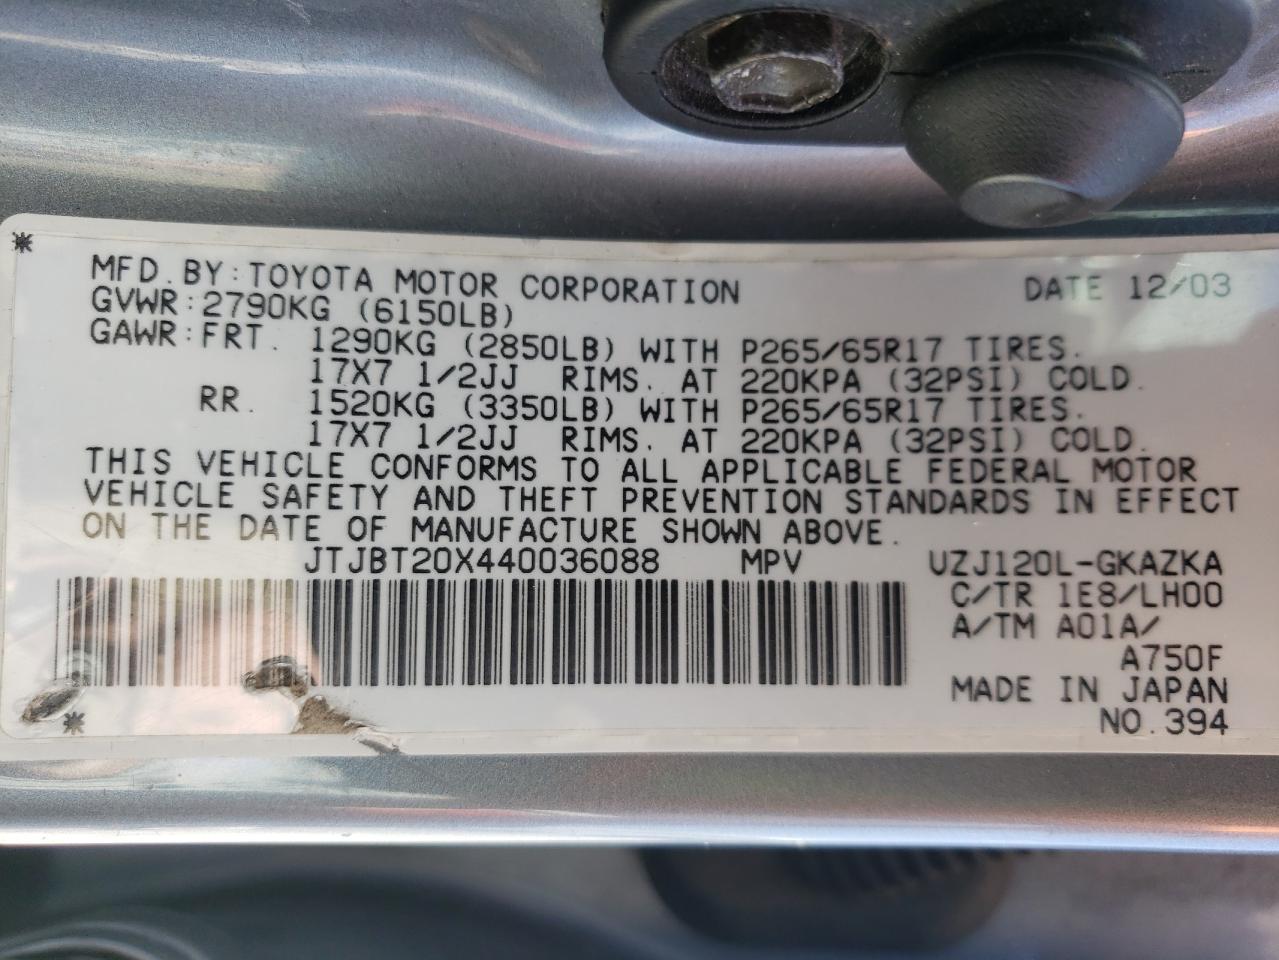 MFD. BY: TOYOTA MOTOR CORPORATION DATE 12/03
GVWR: 2790KG (6150LB)
GAWR: FRT. 1290KG (2850LB) WITH P265/65R17 TIRES.
17X7 1/2JJ RIMS. AT 220KPA (32PSI) COLD.
RR. 1520KG (3350LB) WITH P265/65R17 TIRES.
17X7 1/2JJ RIMS. AT 220KPA (32PSI) COLD.
THIS VEHICLE CONFORMS TO ALL APPLICABLE FEDERAL MOTOR
VEHICLE SAFETY AND THEFT PREVENTION STANDARDS IN EFFECT
ON THE DATE OF MANUFACTURE SHOWN ABOVE.
JTJBT20X440036088 MPV UZJ120L-GKAZKA
C/TR 1E8/LH00
A/TM A01A/
A750F
MADE IN JAPAN
NO. 394